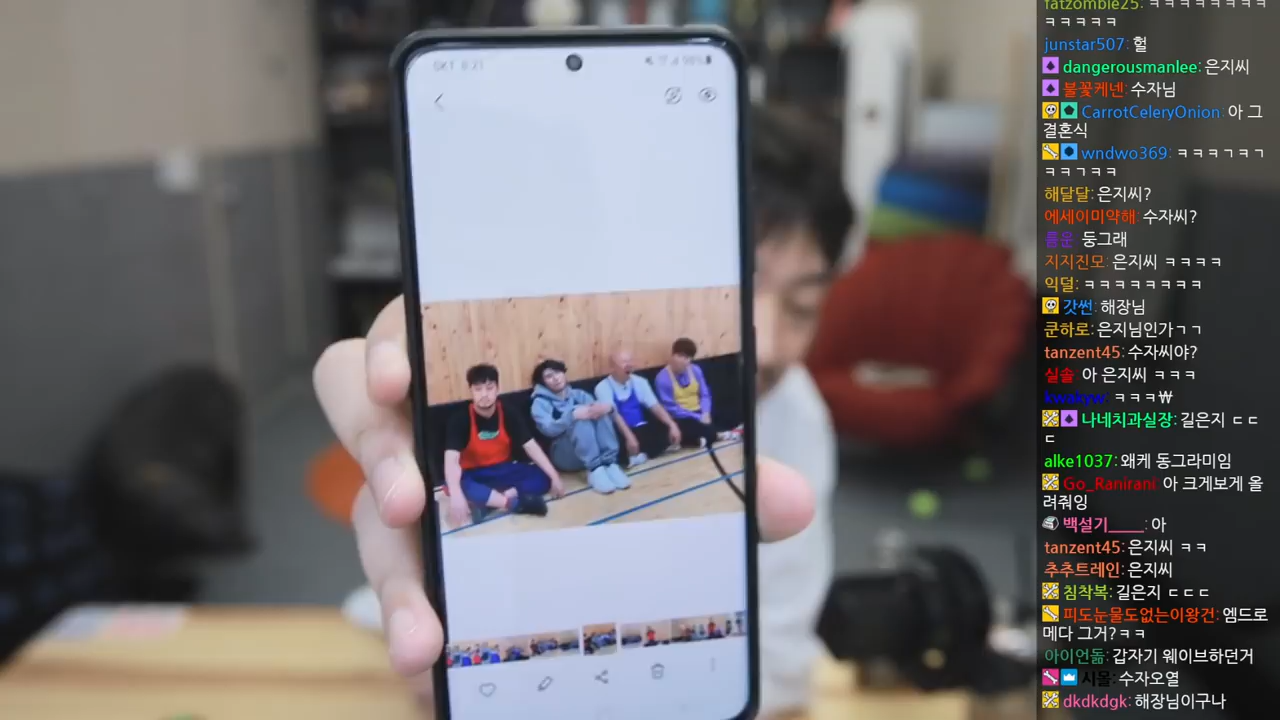 SKT 8:21
98%
fatzombie25: ㅋㅋㅋㅋㅋㅋㅋㅋ
ㅋㅋㅋㅋㅋ
junstar507: 헐
dangerousmanlee: 은지씨
불꽃케넨: 수자님
CarrotCeleryOnion: 아 그
결혼식
wndwo369: ㅋㅋㅋㄱㅋㄱ
ㅋㅋㄱㅋㅋ
해달달: 은지씨?
에세이미약해: 수자씨?
를문 둥그래
지지진모: 은지씨 ㅋㅋㅋㅋ
익덜: ㅋㅋㅋㅋㅋㅋㅋㅋ
갓썬: 해장님
쿤하로: 은지님인가ㄱㄱ
tanzent45: 수자씨야?
실솔 아 은지씨 ㅋㅋㅋ
kwakyw: ㅋㅋㅋ₩
나네치과실장: 길은지 ㄷㄷ
ㄷ
alke1037: 왜케 동그라미임
Go_Ranirani 아 크게보게 올
려줘잉
백설기____: 아
tanzent45: 은지씨 ㅋㅋ
추추트레인: 은지씨
침착복: 길은지 ㄷㄷㄷ
피도눈물도없는이왕건: 엠드로
메다 그거?ㅋㅋ
아이언돎: 갑자기 웨이브하던거
수자오열
dkdkdgk: 해장님이구나